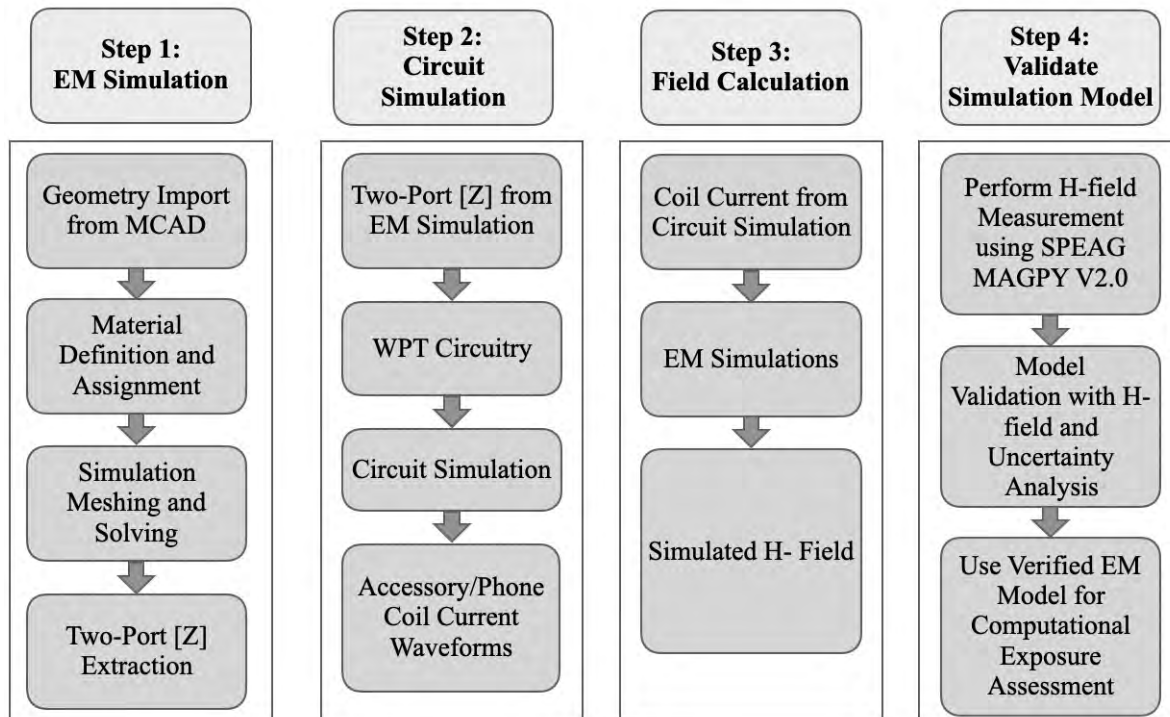 Step 1:
EM Simulation
Geometry Import
from MCAD
Material
Definition and
Assignment
Simulation
Meshing and
Solving
Two-Port [Z]
Extraction
Step 2:
Circuit
Simulation
Two-Port [Z] from
EM Simulation
WPT Circuitry
Circuit Simulation
Accessory/Phone
Coil Current
Waveforms
Step 3:
Field Calculation
Coil Current from
Circuit Simulation
EM Simulations
Simulated H- Field
Step 4:
Validate
Simulation Model
Perform H-field
Measurement
using SPEAG
MAGPY V2.0
Model
Validation with H-
field and
Uncertainty
Analysis
Use Verified EM
Model for
Computational
Exposure
Assessment